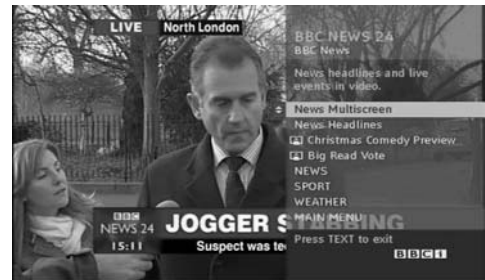 LIVE North London
BBC NEWS 24
BBC News
News headlines and live
events in video.
News Multiscreen
News Headlines
Christmas Comedy Preview...
Big Read Vote
NEWS
SPORT
WEATHER
MAIN MENU
Press TEXT to exit
BBC 1
BBC
NEWS 24
15:11
JOGGER STABBING
Suspect was